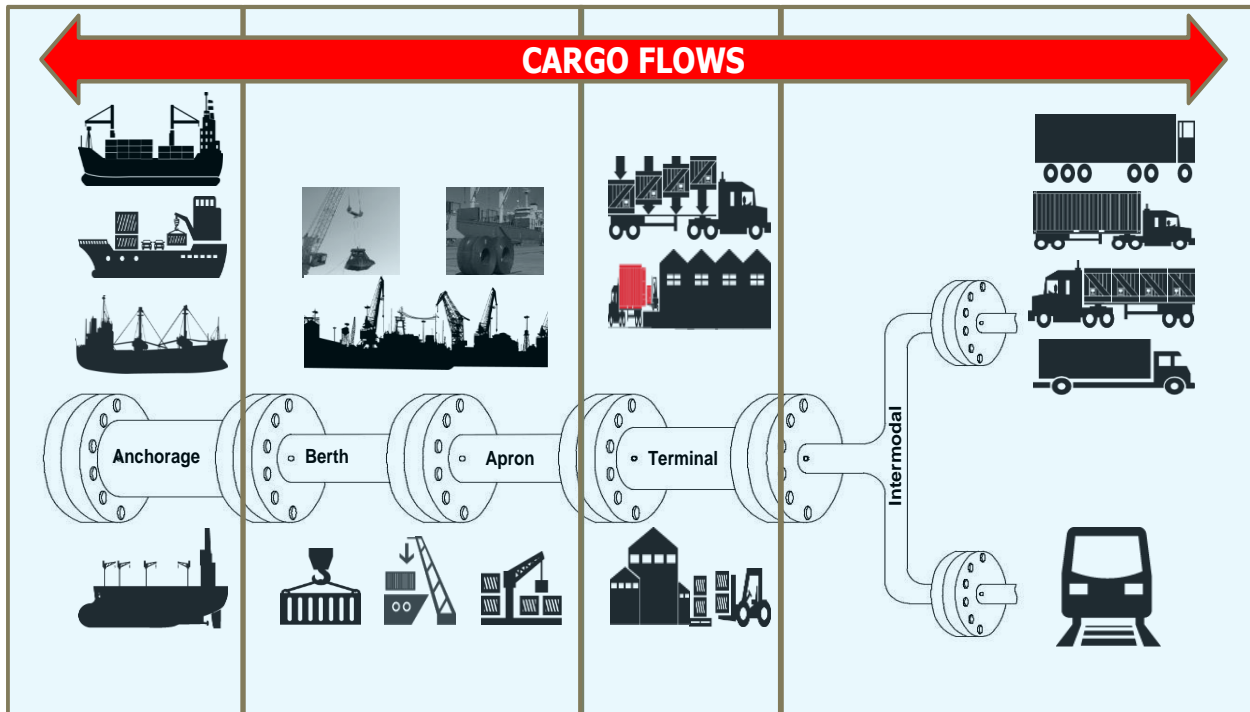 CARGO FLOWS
Anchorage
Berth
Apron
Terminal
Intermodal